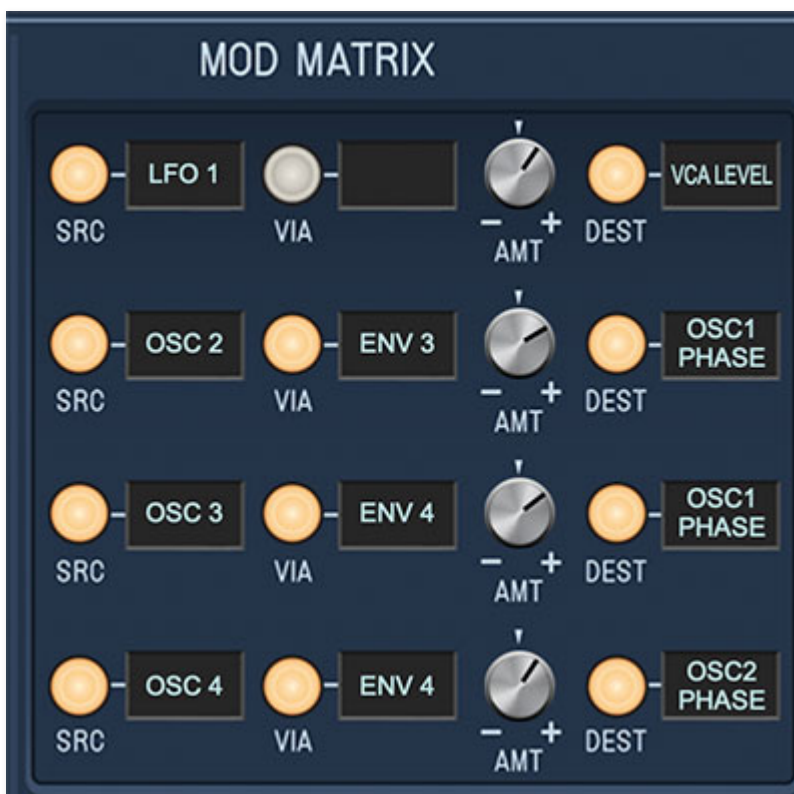 MOD MATRIX
LFO 1 VCA LEVEL
SRC VIA − + DEST
AMT
OSC 2 ENV 3 OSC1
PHASE
SRC VIA − + DEST
AMT
OSC 3 ENV 4 OSC1
PHASE
SRC VIA − + DEST
AMT
OSC 4 ENV 4 OSC2
PHASE
SRC VIA − + DEST
AMT